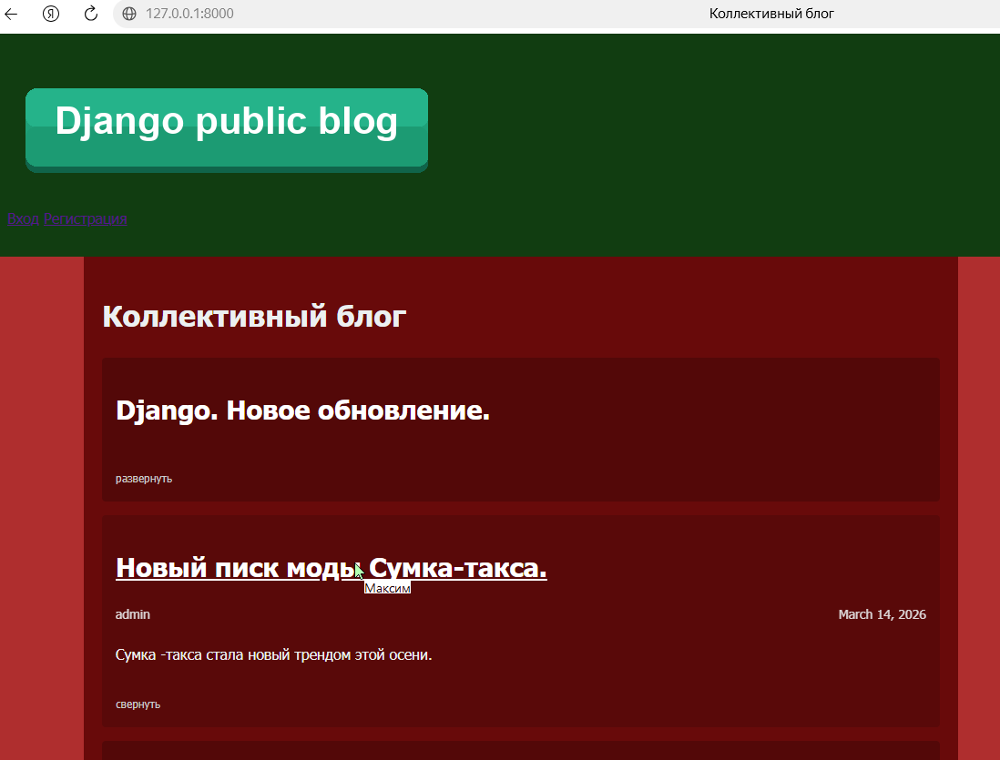 127.0.0.1:8000 Коллективный блог
Django public blog
Вход Регистрация
Коллективный блог
Django. Новое обновление.
развернуть
Новый писк моды Сумка-такса.
Максим
admin March 14, 2026
Сумка -такса стала новый трендом этой осени.
свернуть